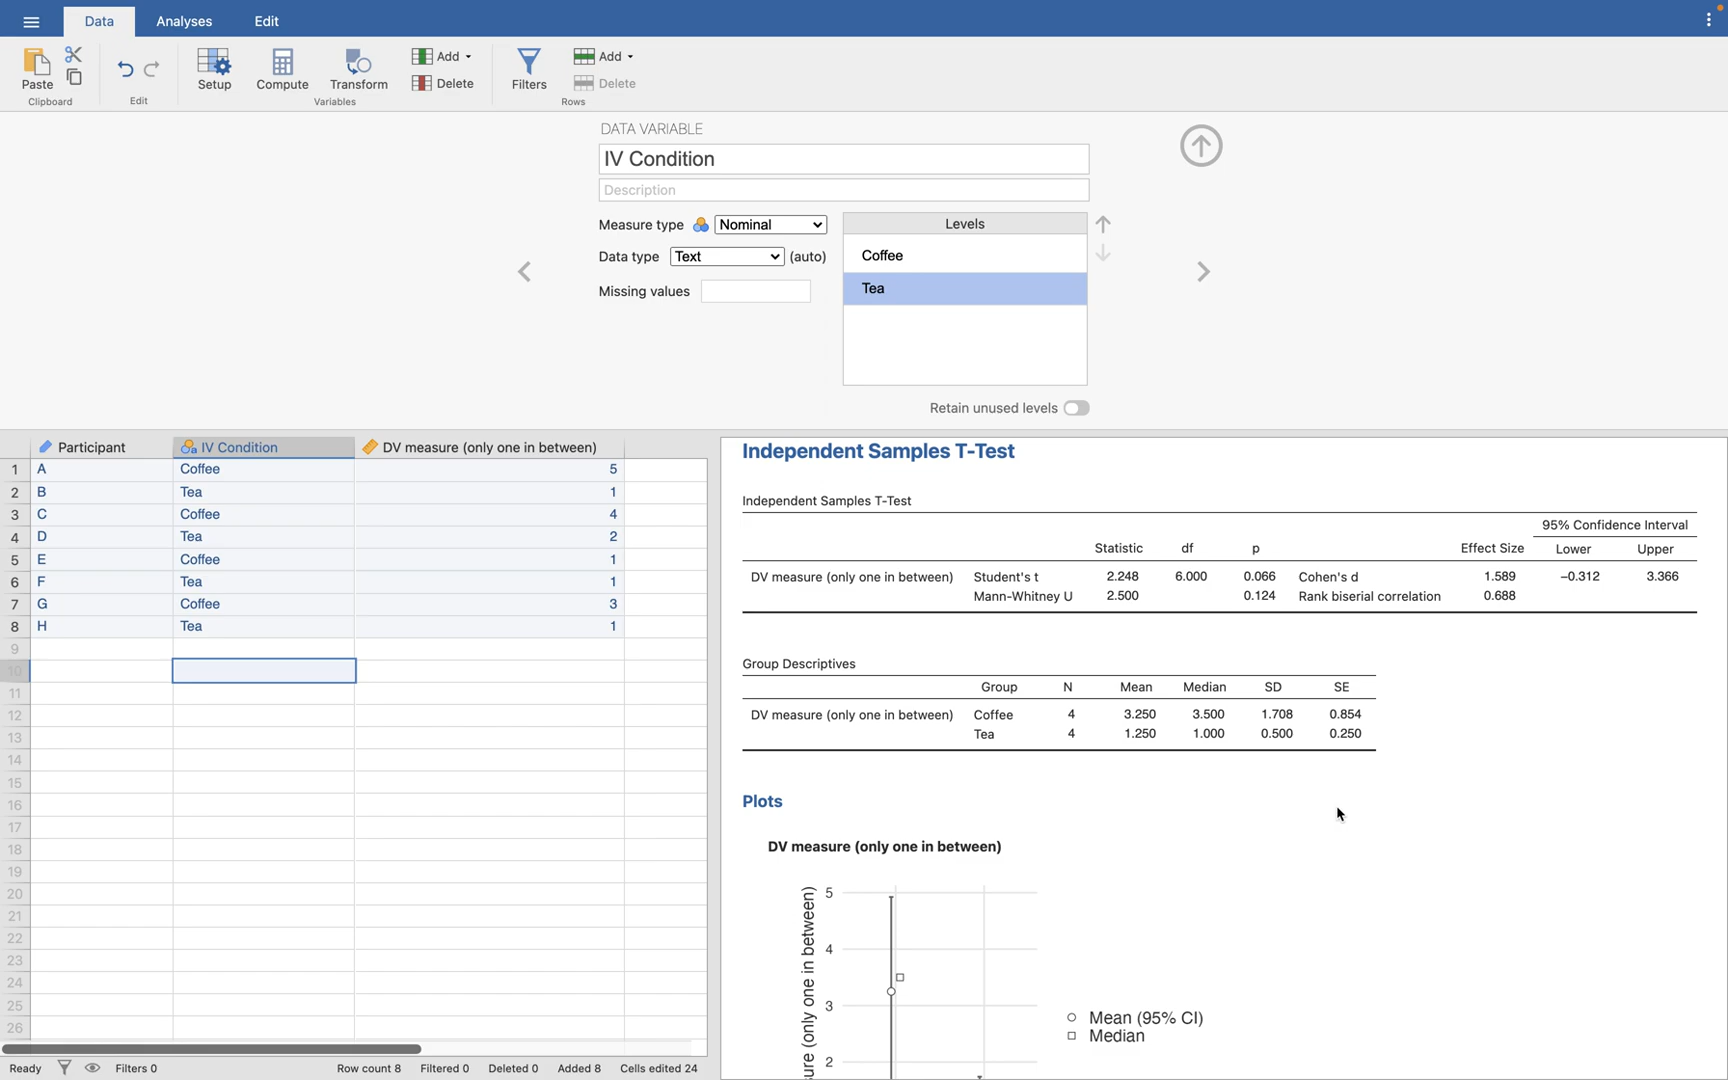 Data Analyses Edit
Paste Setup Compute Transform Add Delete Filters Add Delete
Clipboard Edit Variables Rows
DATA VARIABLE
IV Condition
Description
Measure type Nominal
Data type Text (auto)
Missing values
Levels
Coffee
Tea
Retain unused levels
Participant IV Condition DV measure (only one in between)
1 A Coffee 5
2 B Tea 1
3 C Coffee 4
4 D Tea 2
5 E Coffee 1
6 F Tea 1
7 G Coffee 3
8 H Tea 1
9
10
11
12
13
14
15
16
17
18
19
20
21
22
23
24
25
26
Ready Filters 0 Row count 8 Filtered 0 Deleted 0 Added 8 Cells edited 24
Independent Samples T-Test
Independent Samples T-Test
95% Confidence Interval
Statistic df p Effect Size Lower Upper
DV measure (only one in between) Student's t 2.248 6.000 0.066 Cohen's d 1.589 −0.312 3.366
Mann-Whitney U 2.500 0.124 Rank biserial correlation 0.688
Group Descriptives
Group N Mean Median SD SE
DV measure (only one in between) Coffee 4 3.250 3.500 1.708 0.854
Tea 4 1.250 1.000 0.500 0.250
Plots
DV measure (only one in between)
5
4
3
2
(only one in between)
Mean (95% CI)
Median